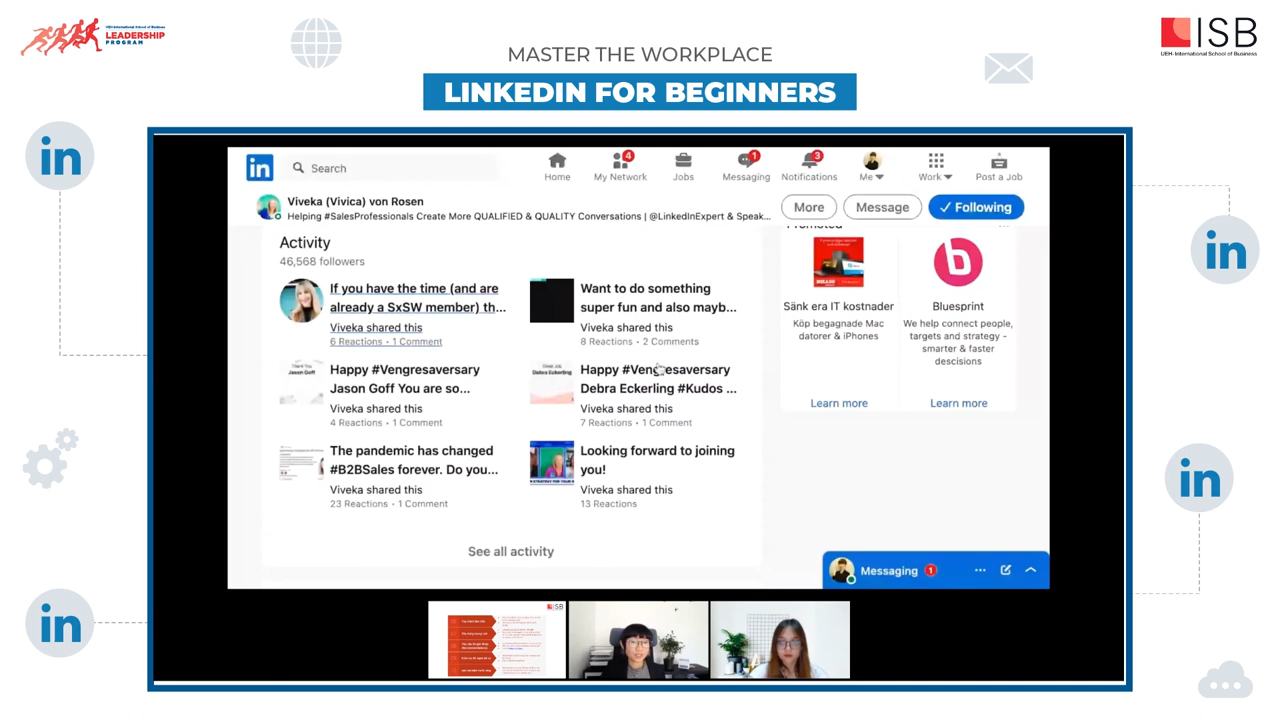 UEH-International School of Business
LEADERSHIP
PROGRAM
ISB
UEH-International School of Business
MASTER THE WORKPLACE
LINKEDIN FOR BEGINNERS
in
in
in
in
in
in
Search
4
1
3
Home
My Network
Jobs
Messaging
Notifications
Me
Work
Post a Job
Viveka (Vivica) von Rosen
Helping #SalesProfessionals Create More QUALIFIED & QUALITY Conversations | @LinkedInExpert & Speak...
More
Message
✓ Following
Activity
46,568 followers
If you have the time (and are
already a SxSW member) th...
Viveka shared this
6 Reactions • 1 Comment
Want to do something
super fun and also mayb...
Viveka shared this
8 Reactions • 2 Comments
Happy #Vengresaversary
Jason Goff You are so...
Viveka shared this
4 Reactions • 1 Comment
Happy #Vengresaversary
Debra Eckerling #Kudos ...
Viveka shared this
7 Reactions • 1 Comment
The pandemic has changed
#B2BSales forever. Do you...
Viveka shared this
23 Reactions • 1 Comment
Looking forward to joining
you!
Viveka shared this
13 Reactions
See all activity
Promoted
Sänk era IT kostnader
Köp begagnade Mac
datorer & iPhones
Learn more
b
Bluesprint
We help connect people,
targets and strategy -
smarter & faster
descisions
Learn more
Messaging
1
ISB